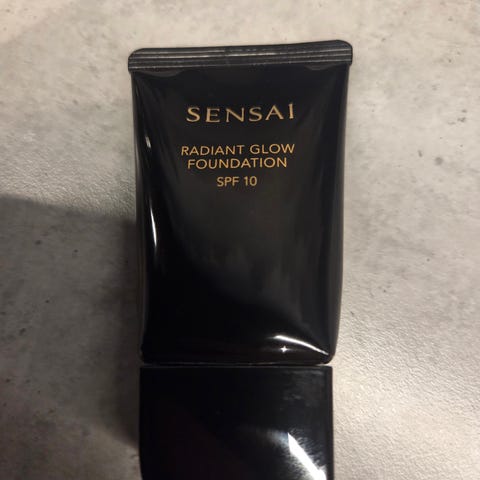 SENSAI
RADIANT GLOW
FOUNDATION
SPF 10